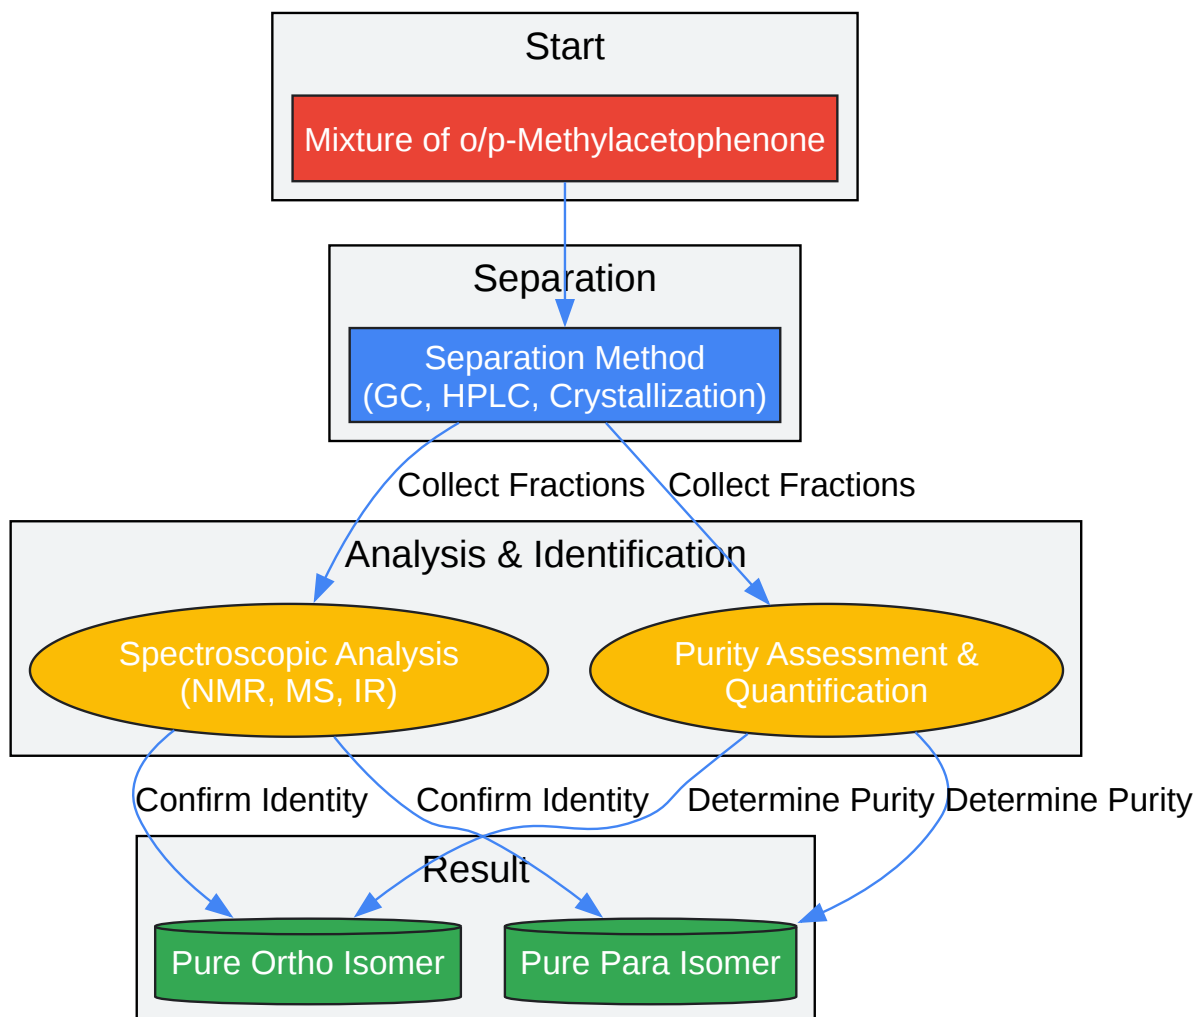 Start
Mixture of o/p-Methylacetophenone
Separation
Separation Method
(GC, HPLC, Crystallization)
Collect Fractions
Collect Fractions
Analysis & Identification
Spectroscopic Analysis
(NMR, MS, IR)
Purity Assessment &
Quantification
Confirm Identity
Confirm Identity
Determine Purity
Determine Purity
Result
Pure Ortho Isomer
Pure Para Isomer